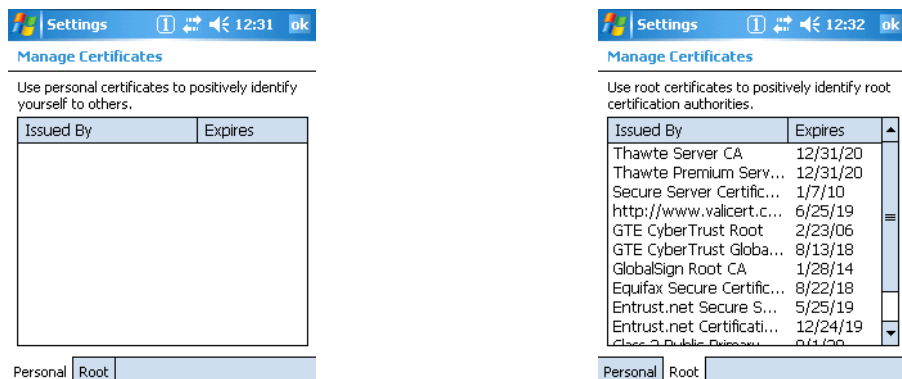 Settings 1 12:31 ok
Manage Certificates
Use personal certificates to positively identify
yourself to others.
Issued By Expires
Personal Root
Settings 1 12:32 ok
Manage Certificates
Use root certificates to positively identify root
certification authorities.
Issued By Expires
Thawte Server CA 12/31/20
Thawte Premium Serv... 12/31/20
Secure Server Certific... 1/7/10
http://www.valicert.c... 6/25/19
GTE CyberTrust Root 2/23/06
GTE CyberTrust Globa... 8/13/18
GlobalSign Root CA 1/28/14
Equifax Secure Certific... 8/22/18
Entrust.net Secure S... 5/25/19
Entrust.net Certificati... 12/24/19
Personal Root